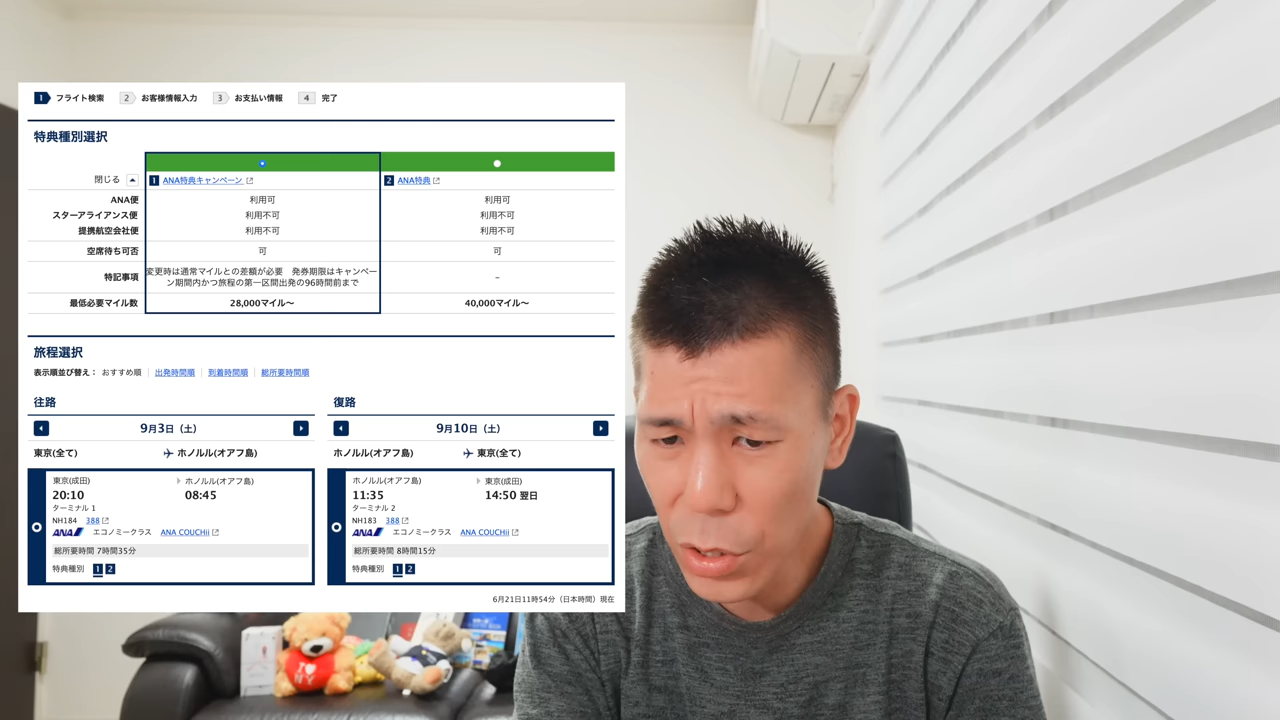 1 フライト検索 2 お客様情報入力 3 お支払い情報 4 完了
特典種別選択
閉じる 1 ANA特典キャンペーン 2 ANA特典
ANA便 利用可 利用可
スターアライアンス便 利用不可 利用不可
提携航空会社便 利用不可 利用不可
空席待ち可否 可 可
特記事項 変更時は通常マイルとの差額が必要 発券期限はキャンペー
ン期間内かつ旅程の第一区間出発の96時間前まで –
最低必要マイル数 28,000マイル〜 40,000マイル〜
旅程選択
表示順並び替え： おすすめ順 出発時間順 到着時間順 総所要時間順
往路
9月3日（土）
東京(全て) ホノルル(オアフ島)
東京(成田) ホノルル(オアフ島)
20:10 08:45
ターミナル 1
NH184 388
ANA エコノミークラス ANA COUCHii
総所要時間 7時間35分
特典種別 1 2
復路
9月10日（土）
ホノルル(オアフ島) 東京(全て)
ホノルル(オアフ島) 東京(成田)
11:35 14:50 翌日
ターミナル 2
NH183 388
ANA エコノミークラス ANA COUCHii
総所要時間 8時間15分
特典種別 1 2
6月21日11時54分（日本時間）現在
I ♥
NY